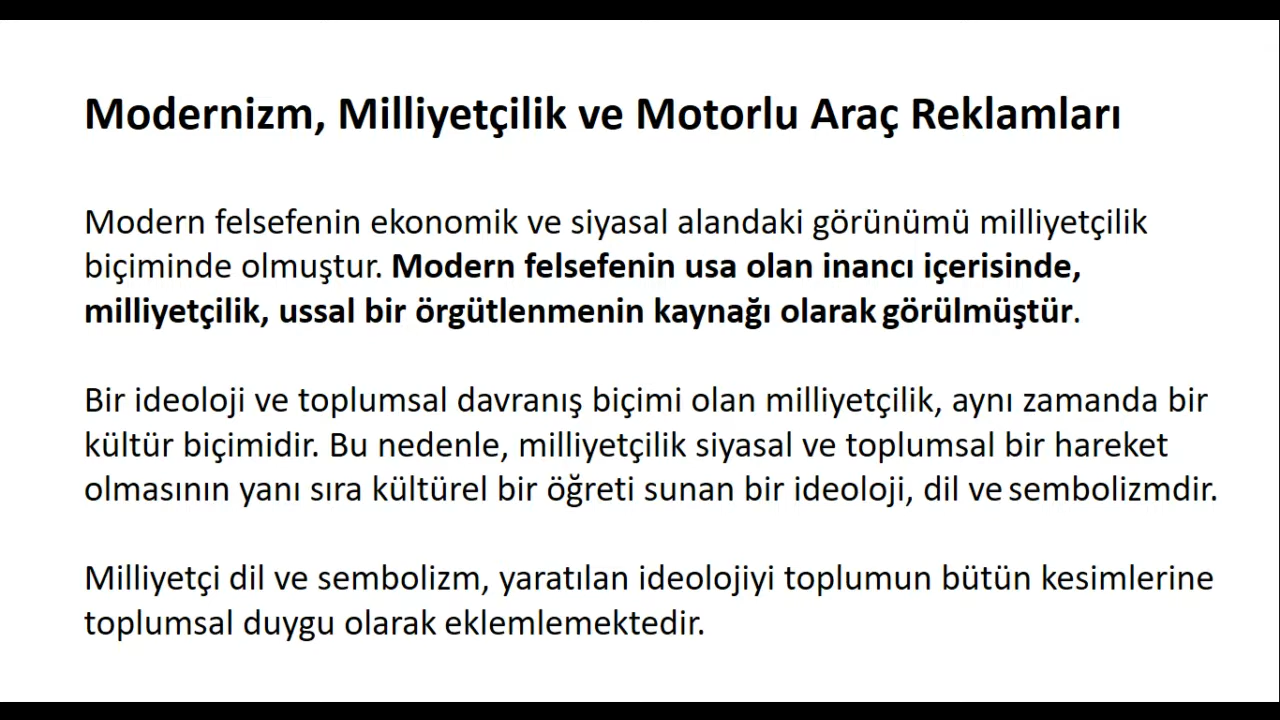 Modernizm, Milliyetçilik ve Motorlu Araç Reklamları
Modern felsefenin ekonomik ve siyasal alandaki görünümü milliyetçilik
biçiminde olmuştur. Modern felsefenin usa olan inancı içerisinde,
milliyetçilik, ussal bir örgütlenmenin kaynağı olarak görülmüştür.
Bir ideoloji ve toplumsal davranış biçimi olan milliyetçilik, aynı zamanda bir
kültür biçimidir. Bu nedenle, milliyetçilik siyasal ve toplumsal bir hareket
olmasının yanı sıra kültürel bir öğreti sunan bir ideoloji, dil ve sembolizmdir.
Milliyetçi dil ve sembolizm, yaratılan ideolojiyi toplumun bütün kesimlerine
toplumsal duygu olarak eklemlemektedir.